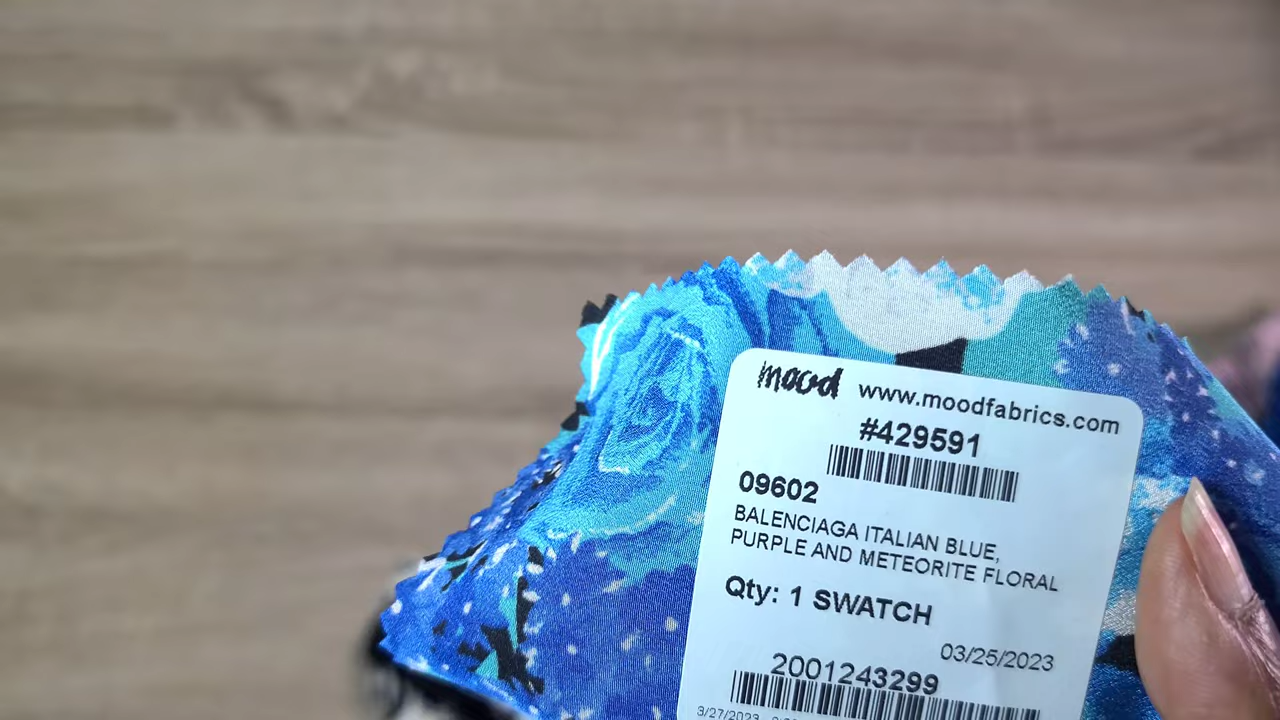 mood www.moodfabrics.com
#429591
09602
BALENCIAGA ITALIAN BLUE,
PURPLE AND METEORITE FLORAL
Qty: 1 SWATCH
03/25/2023
2001243299
3/27/2023